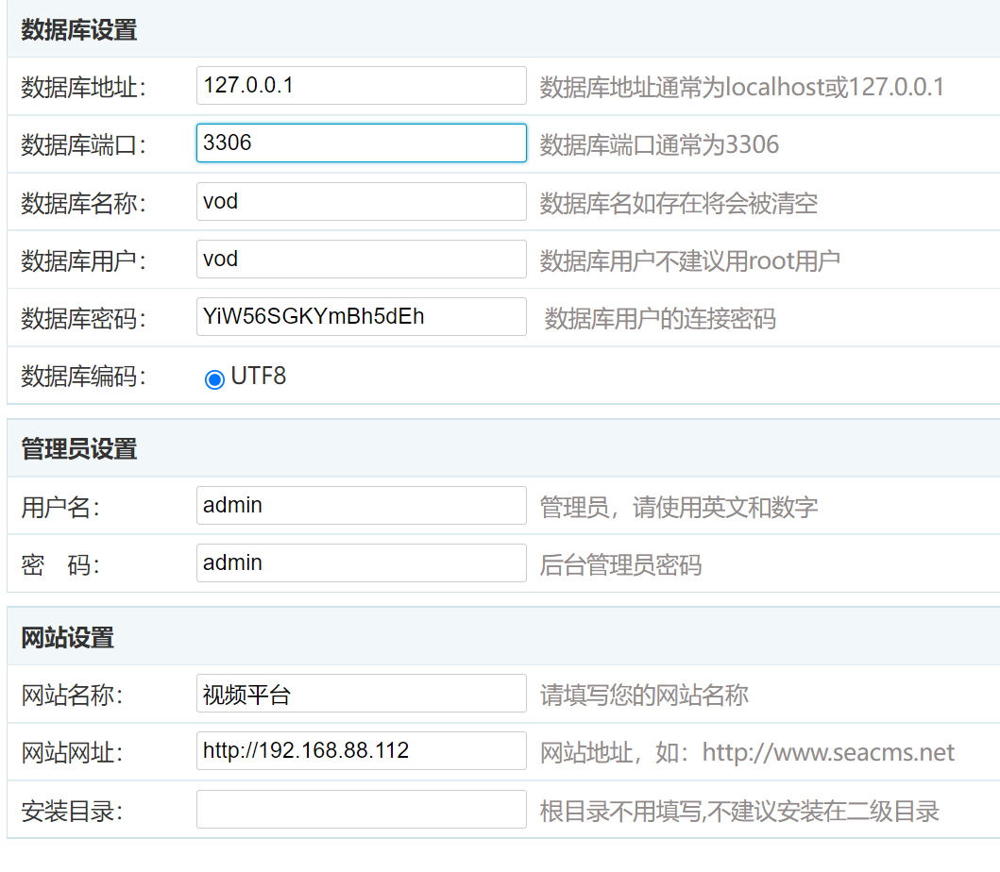 数据库设置
数据库地址： 127.0.0.1 数据库地址通常为localhost或127.0.0.1
数据库端口： 3306 数据库端口通常为3306
数据库名称： vod 数据库名如存在将会被清空
数据库用户： vod 数据库用户不建议用root用户
数据库密码： YiW56SGKYmBh5dEh 数据库用户的连接密码
数据库编码： UTF8
管理员设置
用户名： admin 管理员，请使用英文和数字
密 码： admin 后台管理员密码
网站设置
网站名称： 视频平台 请填写您的网站名称
网站网址： http://192.168.88.112 网站地址，如：http://www.seacms.net
安装目录： 根目录不用填写,不建议安装在二级目录